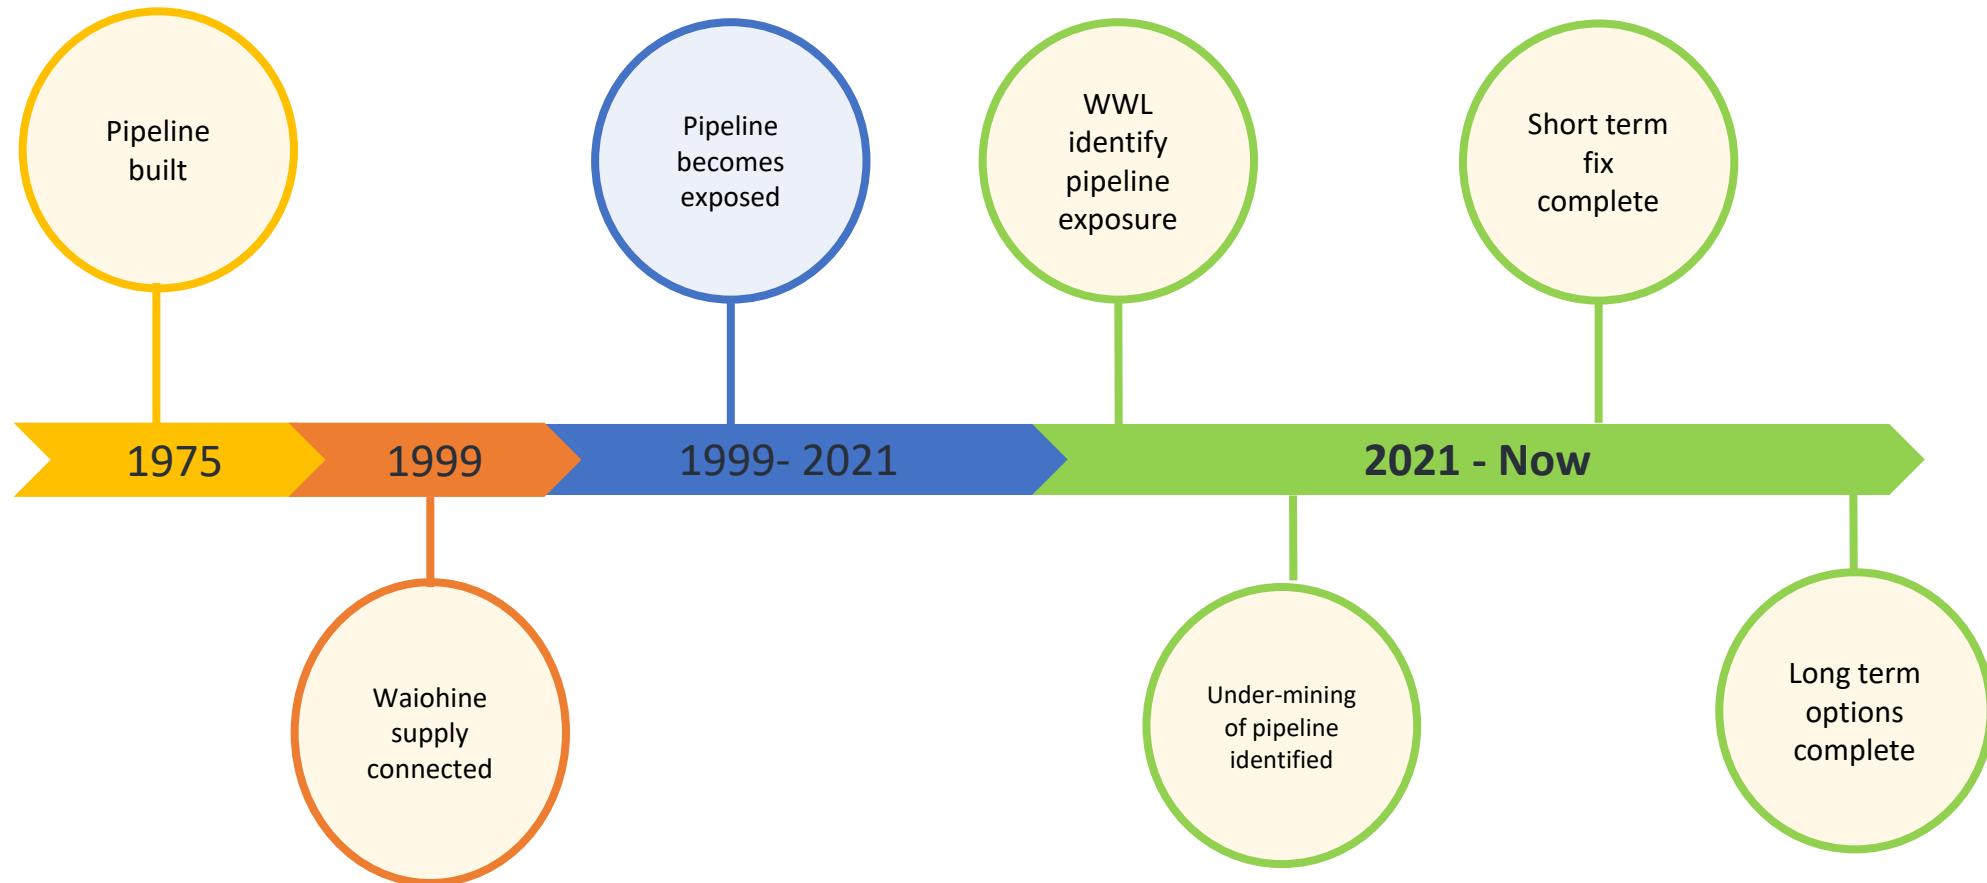 Pipeline
built
Pipeline
becomes
exposed
WWL
identify
pipeline
exposure
Short term
fix
complete
1975
1999
1999- 2021
2021 - Now
Waiohine
supply
connected
Under-mining
of pipeline
identified
Long term
options
complete